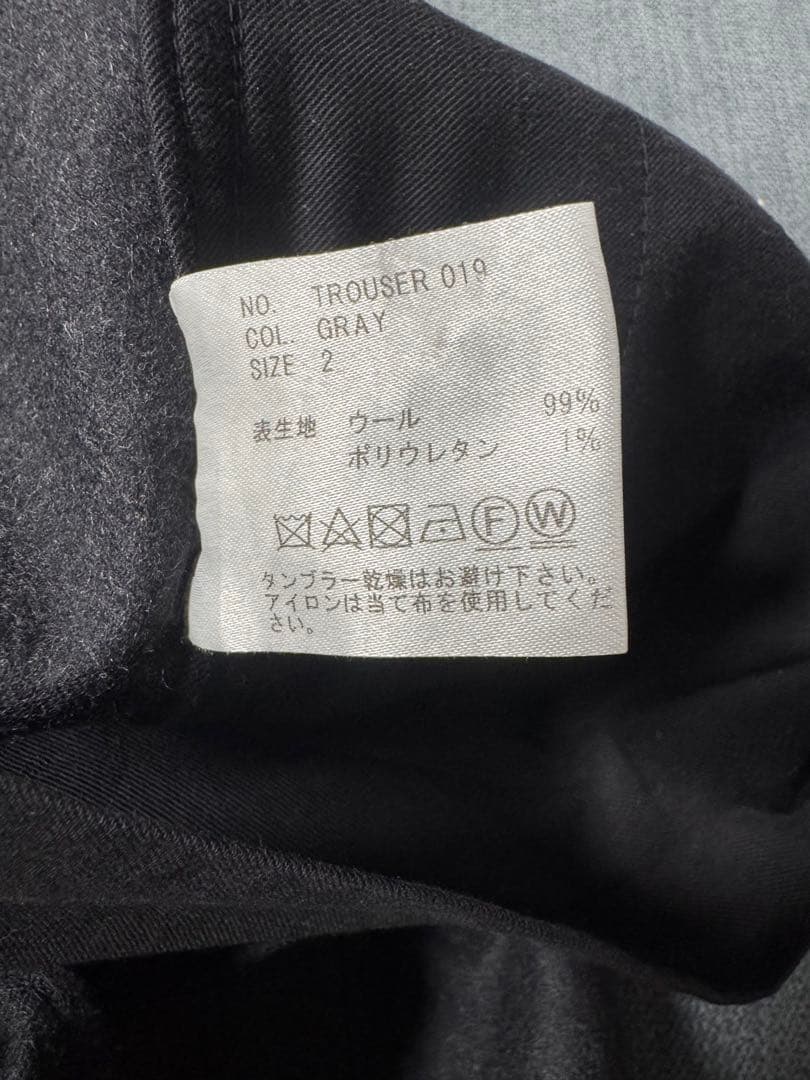 NO. TROUSER 019
COL. GRAY
SIZE 2
表生地 ウール 99%
ポリウレタン 1%
F W
タンブラー乾燥はお避け下さい。
アイロンは当て布を使用してくだ
さい。